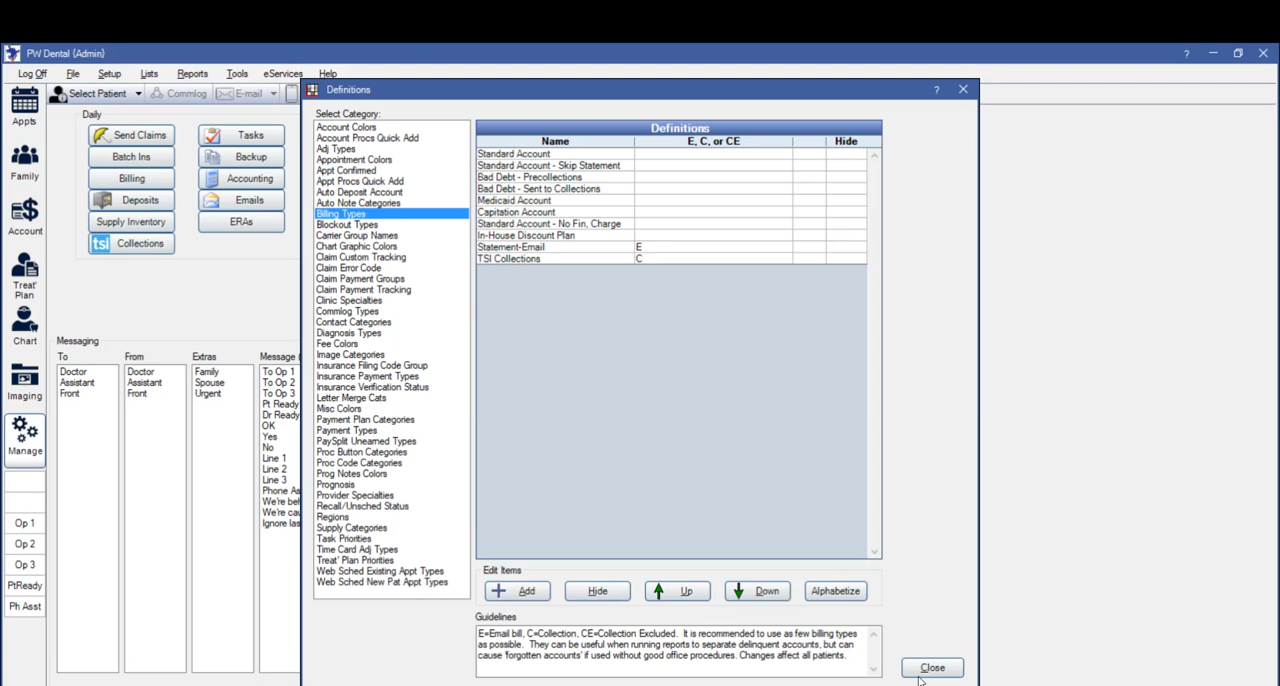 PW Dental {Admin}
?
Log Off File Setup Lists Reports Tools eServices Help
Select Patient Commlog E-mail
Appts
Family
Account
Treat'
Plan
Chart
Imaging
Manage
Op 1
Op 2
Op 3
PtReady
Ph Asst
Daily
Send Claims
Batch Ins
Billing
Deposits
Supply Inventory
tsi Collections
Tasks
Backup
Accounting
Emails
ERAs
Messaging
To
Doctor
Assistant
Front
From
Doctor
Assistant
Front
Extras
Family
Spouse
Urgent
Message (
To Op 1
To Op 2
To Op 3
Pt Ready
Dr Ready
OK
Yes
No
Line 1
Line 2
Line 3
Phone As
We're beh
We're cau
Ignore las
Definitions
?
Select Category:
Account Colors
Account Procs Quick Add
Adj Types
Appointment Colors
Appt Confirmed
Appt Procs Quick Add
Auto Deposit Account
Auto Note Categories
Billing Types
Blockout Types
Carrier Group Names
Chart Graphic Colors
Claim Custom Tracking
Claim Error Code
Claim Payment Groups
Claim Payment Tracking
Clinic Specialties
Commlog Types
Contact Categories
Diagnosis Types
Fee Colors
Image Categories
Insurance Filing Code Group
Insurance Payment Types
Insurance Verification Status
Letter Merge Cats
Misc Colors
Payment Plan Categories
Payment Types
PaySplit Unearned Types
Proc Button Categories
Proc Code Categories
Prog Notes Colors
Prognosis
Provider Specialties
Recall/Unsched Status
Regions
Supply Categories
Task Priorities
Time Card Adj Types
Treat' Plan Priorities
Web Sched Existing Appt Types
Web Sched New Pat Appt Types
Definitions
Name E, C, or CE Hide
Standard Account
Standard Account - Skip Statement
Bad Debt - Precollections
Bad Debt - Sent to Collections
Medicaid Account
Capitation Account
Standard Account - No Fin, Charge
In-House Discount Plan
Statement-Email E
TSI Collections C
Edit Items
Add Hide Up Down Alphabetize
Guidelines
E=Email bill, C=Collection, CE=Collection Excluded. It is recommended to use as few billing types
as possible. They can be useful when running reports to separate delinquent accounts, but can
cause 'forgotten accounts' if used without good office procedures. Changes affect all patients.
Close